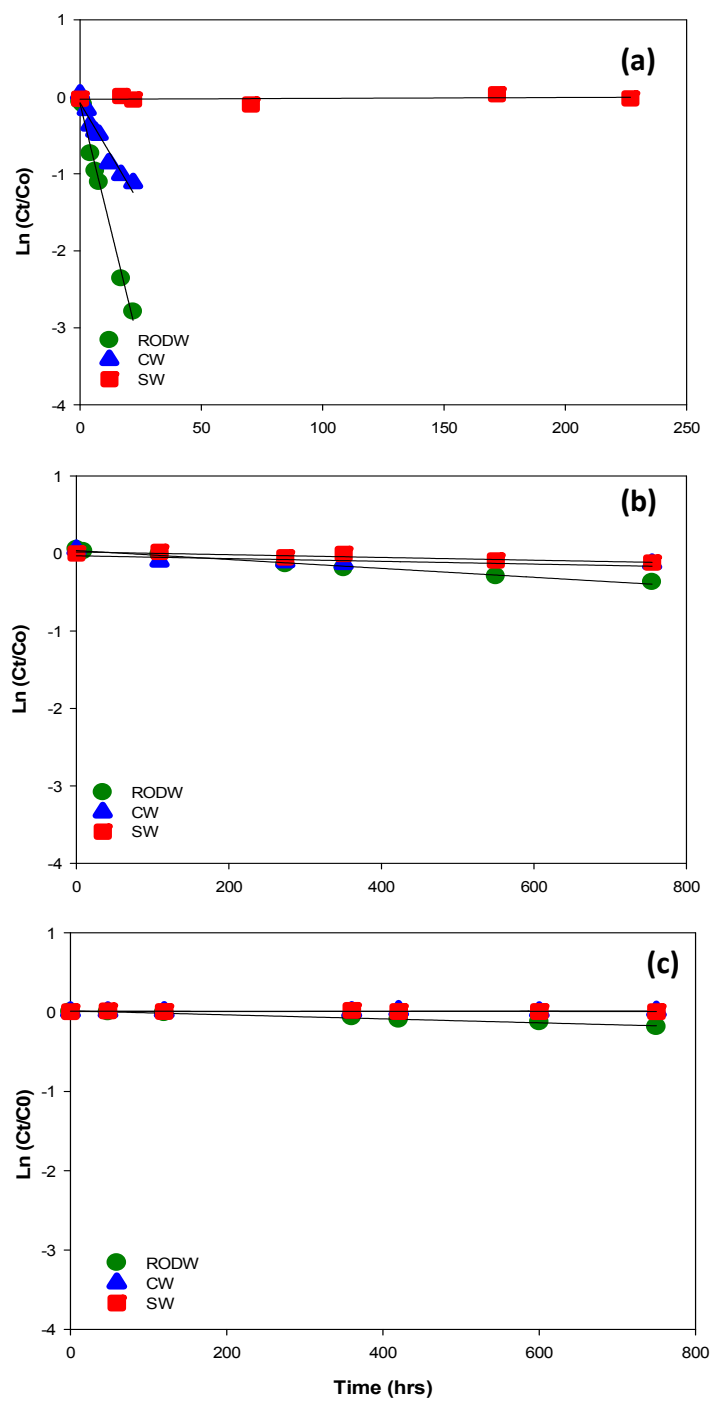 1
(a)
0
-1
Ln (Ct/Co)
-2
-3
RODW
CW
SW
-4
0 50 100 150 200 250
1
(b)
0
-1
Ln (Ct/Co)
-2
-3
RODW
CW
SW
-4
0 200 400 600 800
1
(c)
0
-1
Ln (Ct/C0)
-2
-3
RODW
CW
SW
-4
0 200 400 600 800
Time (hrs)